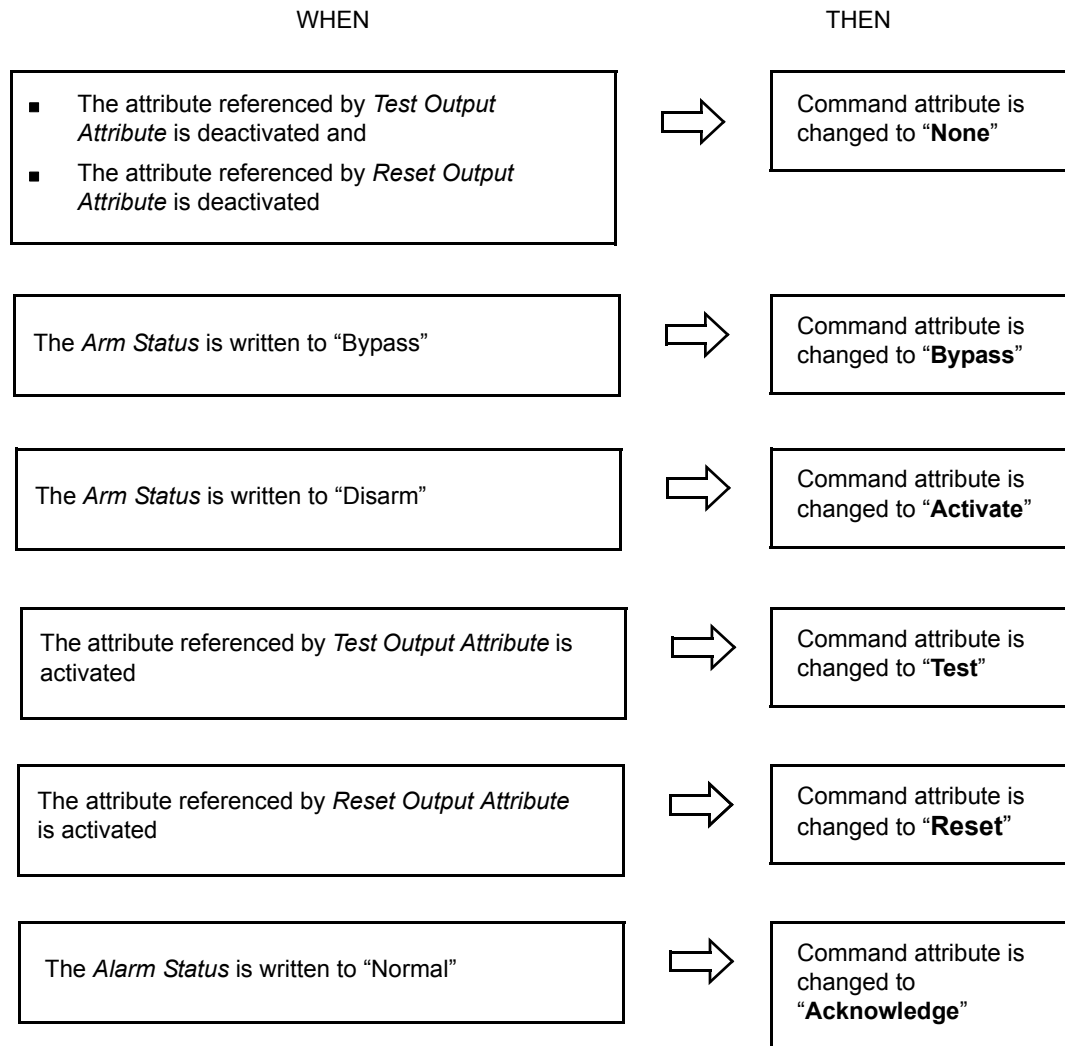 WHEN
THEN
■ The attribute referenced by Test Output
Attribute is deactivated and
■ The attribute referenced by Reset Output
Attribute is deactivated
Command attribute is
changed to “None”
The Arm Status is written to “Bypass”
Command attribute is
changed to “Bypass”
The Arm Status is written to “Disarm”
Command attribute is
changed to “Activate”
The attribute referenced by Test Output Attribute is
activated
Command attribute is
changed to “Test”
The attribute referenced by Reset Output Attribute
is activated
Command attribute is
changed to “Reset”
The Alarm Status is written to “Normal”
Command attribute is
changed to
“Acknowledge”